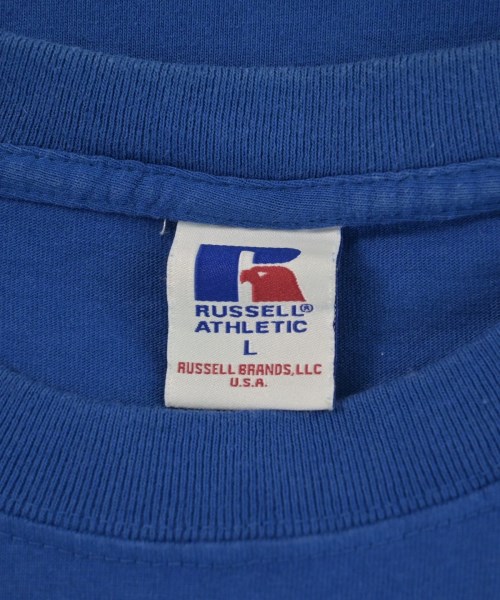 RUSSELL®
ATHLETIC
L
RUSSELL BRANDS, LLC
U.S.A.